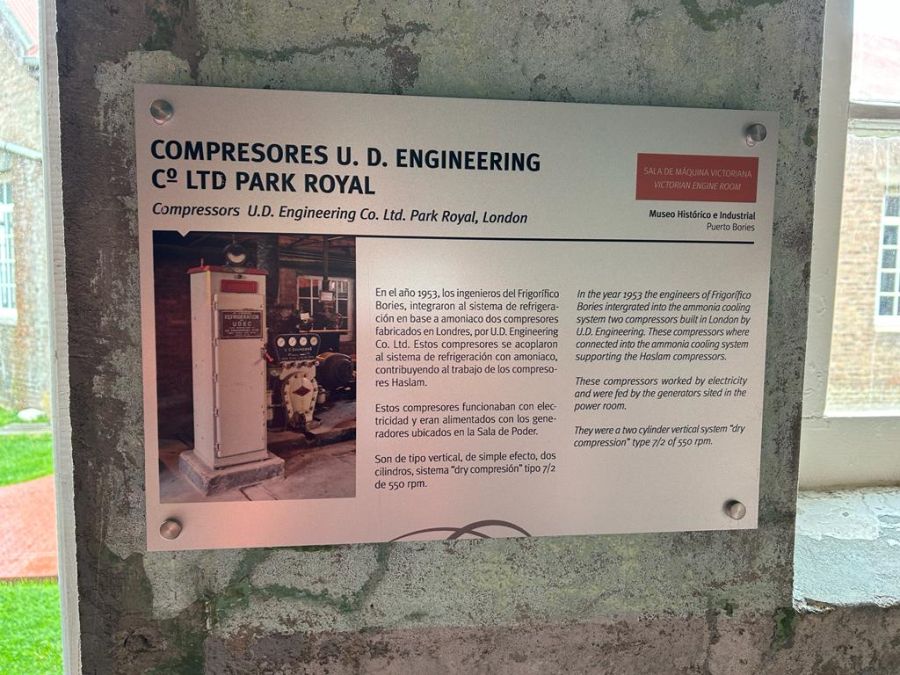 COMPRESORES U. D. ENGINEERING
Cº LTD PARK ROYAL
Compressors U.D. Engineering Co. Ltd. Park Royal, London
SALA DE MÁQUINA VICTORIANA
VICTORIAN ENGINE ROOM
Museo Histórico e Industrial
Puerto Bories
En el año 1953, los ingenieros del Frigorífico
Bories, integraron al sistema de refrigera-
ción en base a amoniaco dos compresores
fabricados en Londres, por U.D. Engineering
Co. Ltd. Estos compresores se acoplaron
al sistema de refrigeración con amoniaco,
contribuyendo al trabajo de los compreso-
res Haslam.
Estos compresores funcionaban con elec-
tricidad y eran alimentados con los gene-
radores ubicados en la Sala de Poder.
Son de tipo vertical, de simple efecto, dos
cilindros, sistema "dry compresión" tipo 7/2
de 550 rpm.
In the year 1953 the engineers of Frigorífico
Bories intergrated into the ammonia cooling
system two compressors built in London by
U.D. Engineering. These compressors where
connected into the ammonia cooling system
supporting the Haslam compressors.
These compressors worked by electricity
and were fed by the generators sited in the
power room.
They were a two cylinder vertical system "dry
compression" type 7/2 of 550 rpm.
REFRIGERATION
UDEC